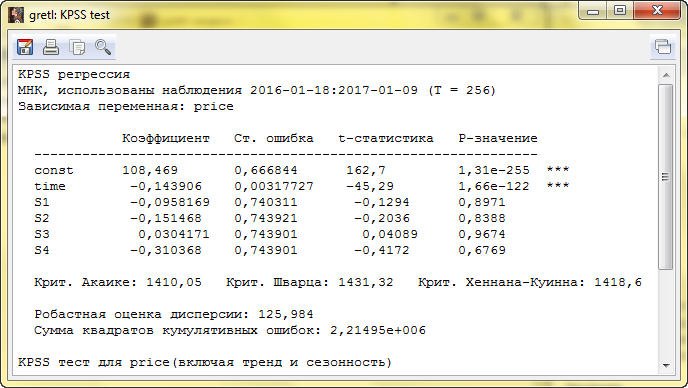 gretl: KPSS test
KPSS регрессия
МНК, использованы наблюдения 2016-01-18:2017-01-09 (T = 256)
Зависимая переменная: price
Коэффициент Ст. ошибка t-статистика P-значение
const 108,469 0,666844 162,7 1,31e-255 ***
time −0,143906 0,00317727 −45,29 1,66e-122 ***
S1 −0,0958169 0,740311 −0,1294 0,8971
S2 −0,151468 0,743921 −0,2036 0,8388
S3 0,0304171 0,743901 0,04089 0,9674
S4 −0,310368 0,743901 −0,4172 0,6769
Крит. Акаике: 1410,05 Крит. Шварца: 1431,32 Крит. Хеннана-Куинна: 1418,6
Робастная оценка дисперсии: 125,984
Сумма квадратов кумулятивных ошибок: 2,21495e+006
KPSS тест для price(включая тренд и сезонность)